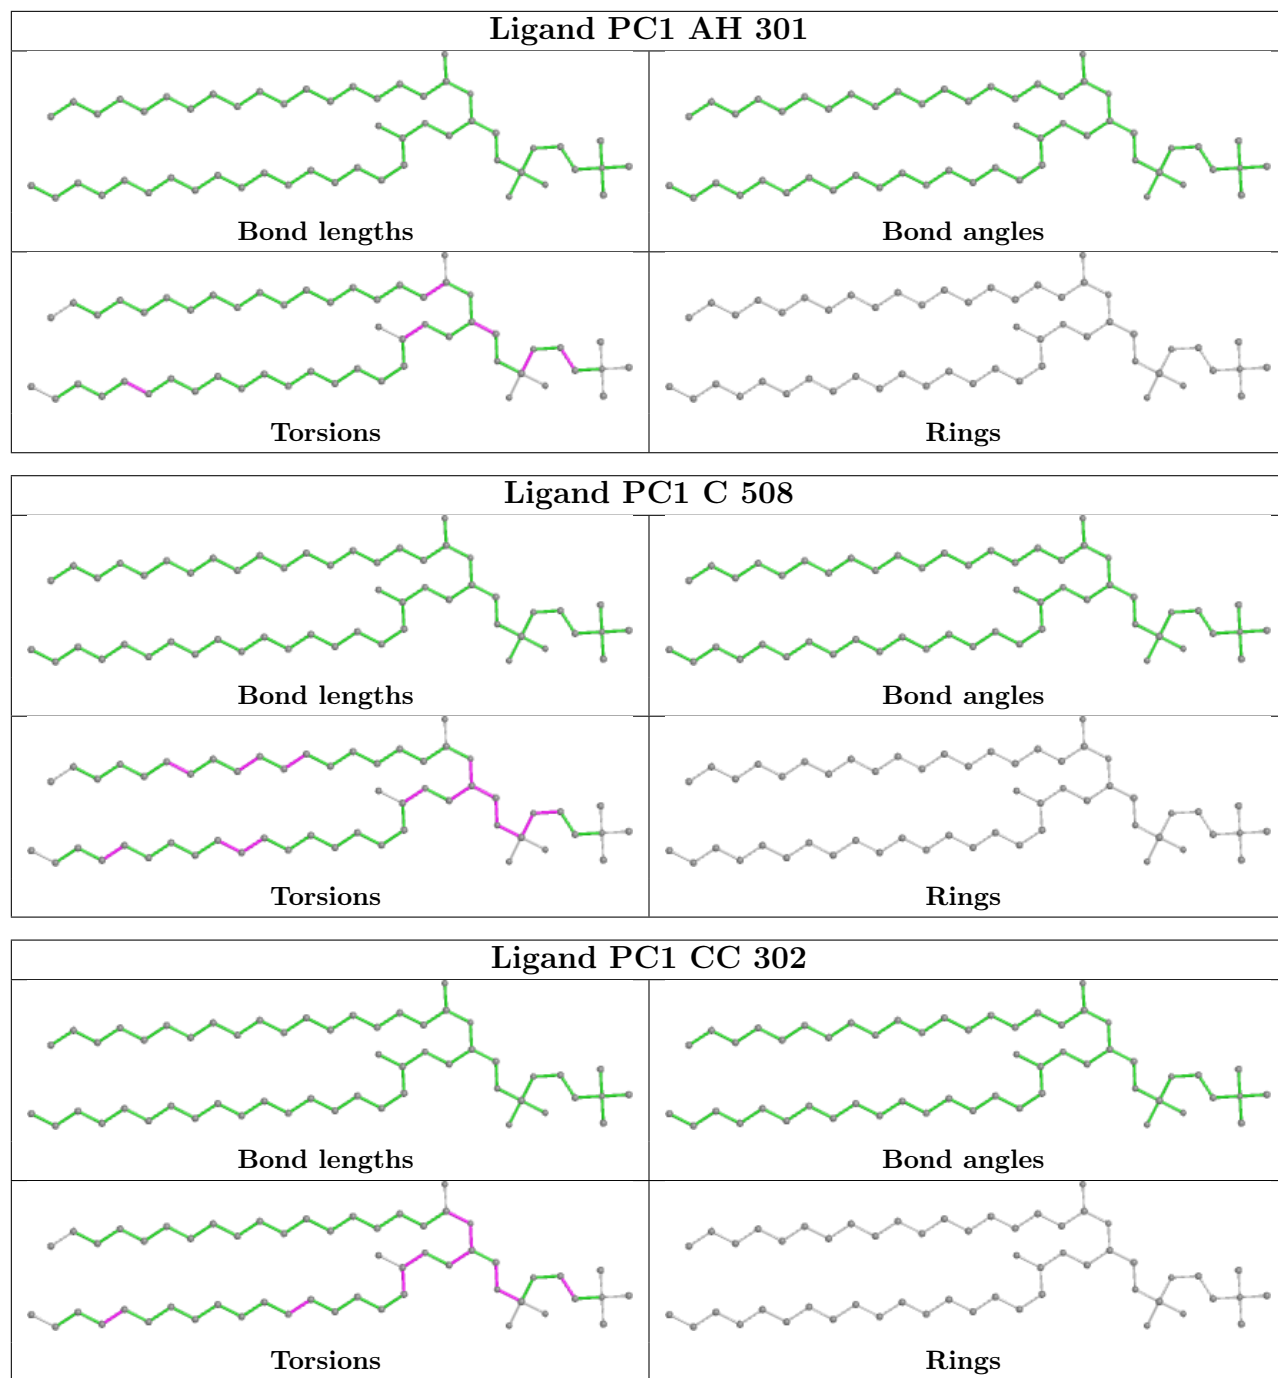 Ligand PC1 AH 301
Bond lengths
Bond angles
Torsions
Rings
Ligand PC1 C 508
Bond lengths
Bond angles
Torsions
Rings
Ligand PC1 CC 302
Bond lengths
Bond angles
Torsions
Rings